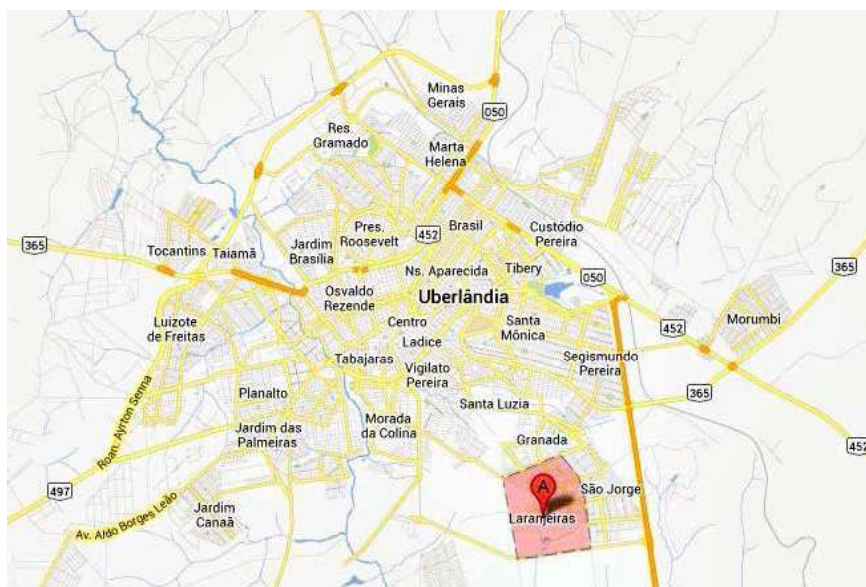 Minas
Gerais
050
Res.
Gramado
Marta
Helena
452
Brasil
Pres.
Roosevelt
Custódio
Pereira
365
Tocantins
Taiamã
Jardim
Brasília
Ns. Aparecida
Tibery
050
365
Osvaldo
Rezende
Uberlândia
Luizote
de Freitas
Centro
Santa
Mônica
452
Morumbi
Ladice
Tabajaras
Vigilato
Pereira
Segismundo
Pereira
365
Planalto
Santa Luzia
Roan. Ayrton Senna
Morada
da Colina
Jardim das
Palmeiras
Granada
452
497
A
São Jorge
Jardim
Canaã
Laranjeiras
Av. Aldo Borges Leão